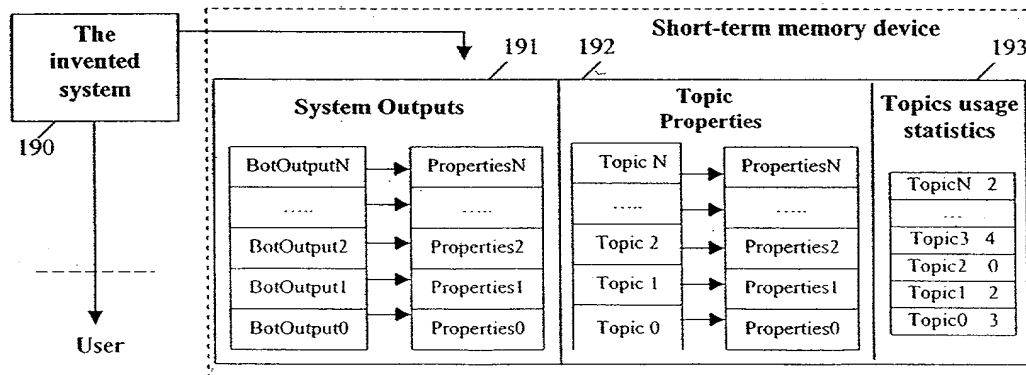 The
invented
system
190
User
Short-term memory device
191
192
193
System Outputs
BotOutputN
.....
BotOutput2
BotOutput1
BotOutput0
PropertiesN
.....
Properties2
Properties1
Properties0
Topic
Properties
Topic N
.....
Topic 2
Topic 1
Topic 0
PropertiesN
.....
Properties2
Properties1
Properties0
Topics usage
statistics
TopicN 2
...
Topic3 4
Topic2 0
Topic1 2
Topic0 3